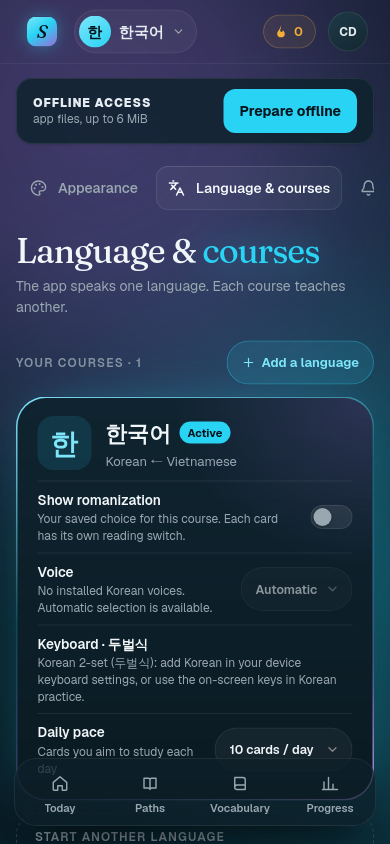 S
한 한국어
0
CD
OFFLINE ACCESS
app files, up to 6 MiB
Prepare offline
Appearance
Language & courses
Language & courses
The app speaks one language. Each course teaches
another.
YOUR COURSES · 1
+ Add a language
한
한국어 Active
Korean ← Vietnamese
Show romanization
Your saved choice for this course. Each card
has its own reading switch.
Voice
No installed Korean voices.
Automatic selection is available.
Automatic
Keyboard · 두벌식
Korean 2-set (두벌식): add Korean in your device
keyboard settings, or use the on-screen keys in Korean
practice.
Daily pace
Cards you aim to study each
day
10 cards / day
Today
Paths
Vocabulary
Progress
START ANOTHER LANGUAGE